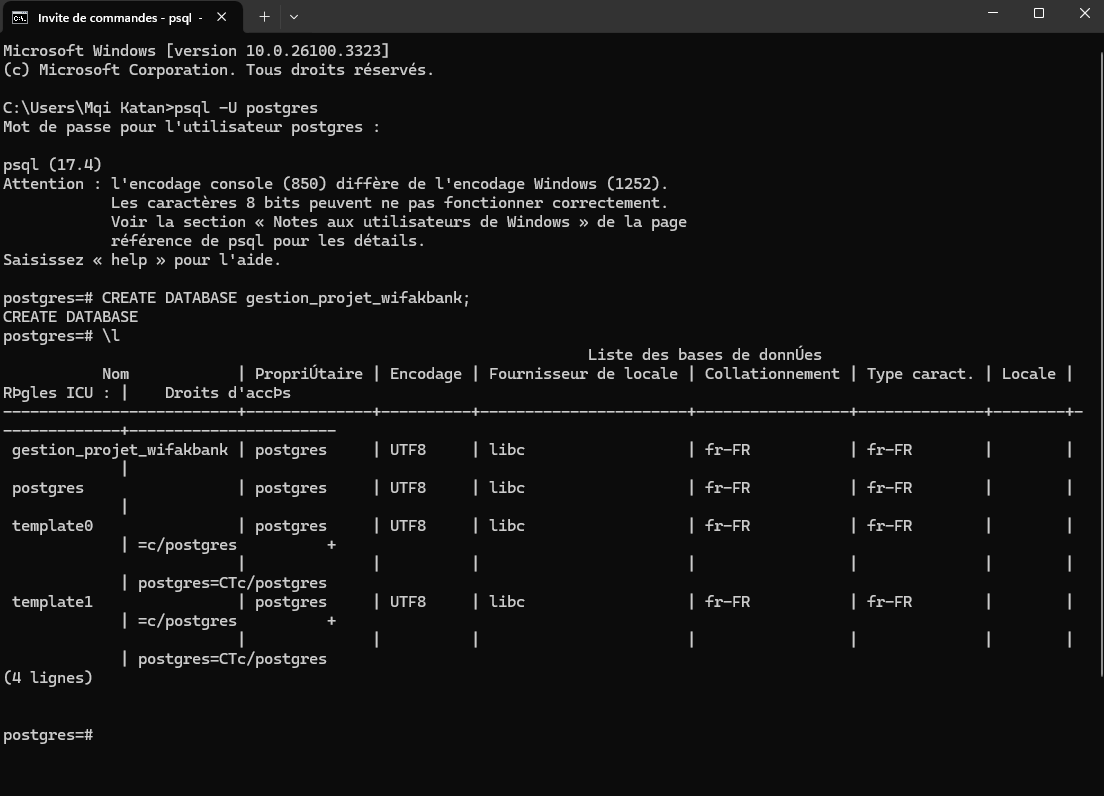 Invite de commandes - psql  -
Microsoft Windows [version 10.0.26100.3323]
(c) Microsoft Corporation. Tous droits réservés.
C:\Users\Mqi Katan>psql -U postgres
Mot de passe pour l'utilisateur postgres :
psql (17.4)
Attention : l'encodage console (850) diffère de l'encodage Windows (1252).
            Les caractères 8 bits peuvent ne pas fonctionner correctement.
            Voir la section « Notes aux utilisateurs de Windows » de la page
            référence de psql pour les détails.
Saisissez « help » pour l'aide.
postgres=# CREATE DATABASE gestion_projet_wifakbank;
CREATE DATABASE
postgres=# \l
                                                                 Liste des bases de donnÚes
           Nom            | PropriÚtaire | Encodage | Fournisseur de locale | Collationnement | Type caract. | Locale |
RÞgles ICU : |    Droits d'accÞs
--------------------------+--------------+----------+-----------------------+-----------------+--------------+--------+-
-------------+-----------------------
 gestion_projet_wifakbank | postgres     | UTF8     | libc                  | fr-FR           | fr-FR        |        |
             |
 postgres                 | postgres     | UTF8     | libc                  | fr-FR           | fr-FR        |        |
             |
 template0                | postgres     | UTF8     | libc                  | fr-FR           | fr-FR        |        |
             | =c/postgres          +
                          |              |          |                       |                 |              |        |
             | postgres=CTc/postgres
 template1                | postgres     | UTF8     | libc                  | fr-FR           | fr-FR        |        |
             | =c/postgres          +
                          |              |          |                       |                 |              |        |
             | postgres=CTc/postgres
(4 lignes)
postgres=#